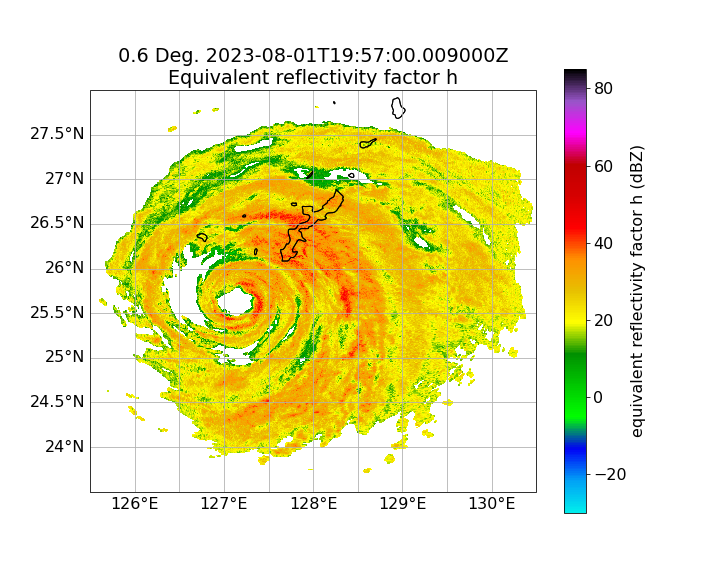 0.6 Deg. 2023-08-01T19:57:00.009000Z
Equivalent reflectivity factor h
27.5°N
27°N
26.5°N
26°N
25.5°N
25°N
24.5°N
24°N
126°E
127°E
128°E
129°E
130°E
80
60
40
20
0
−20
equivalent reflectivity factor h (dBZ)